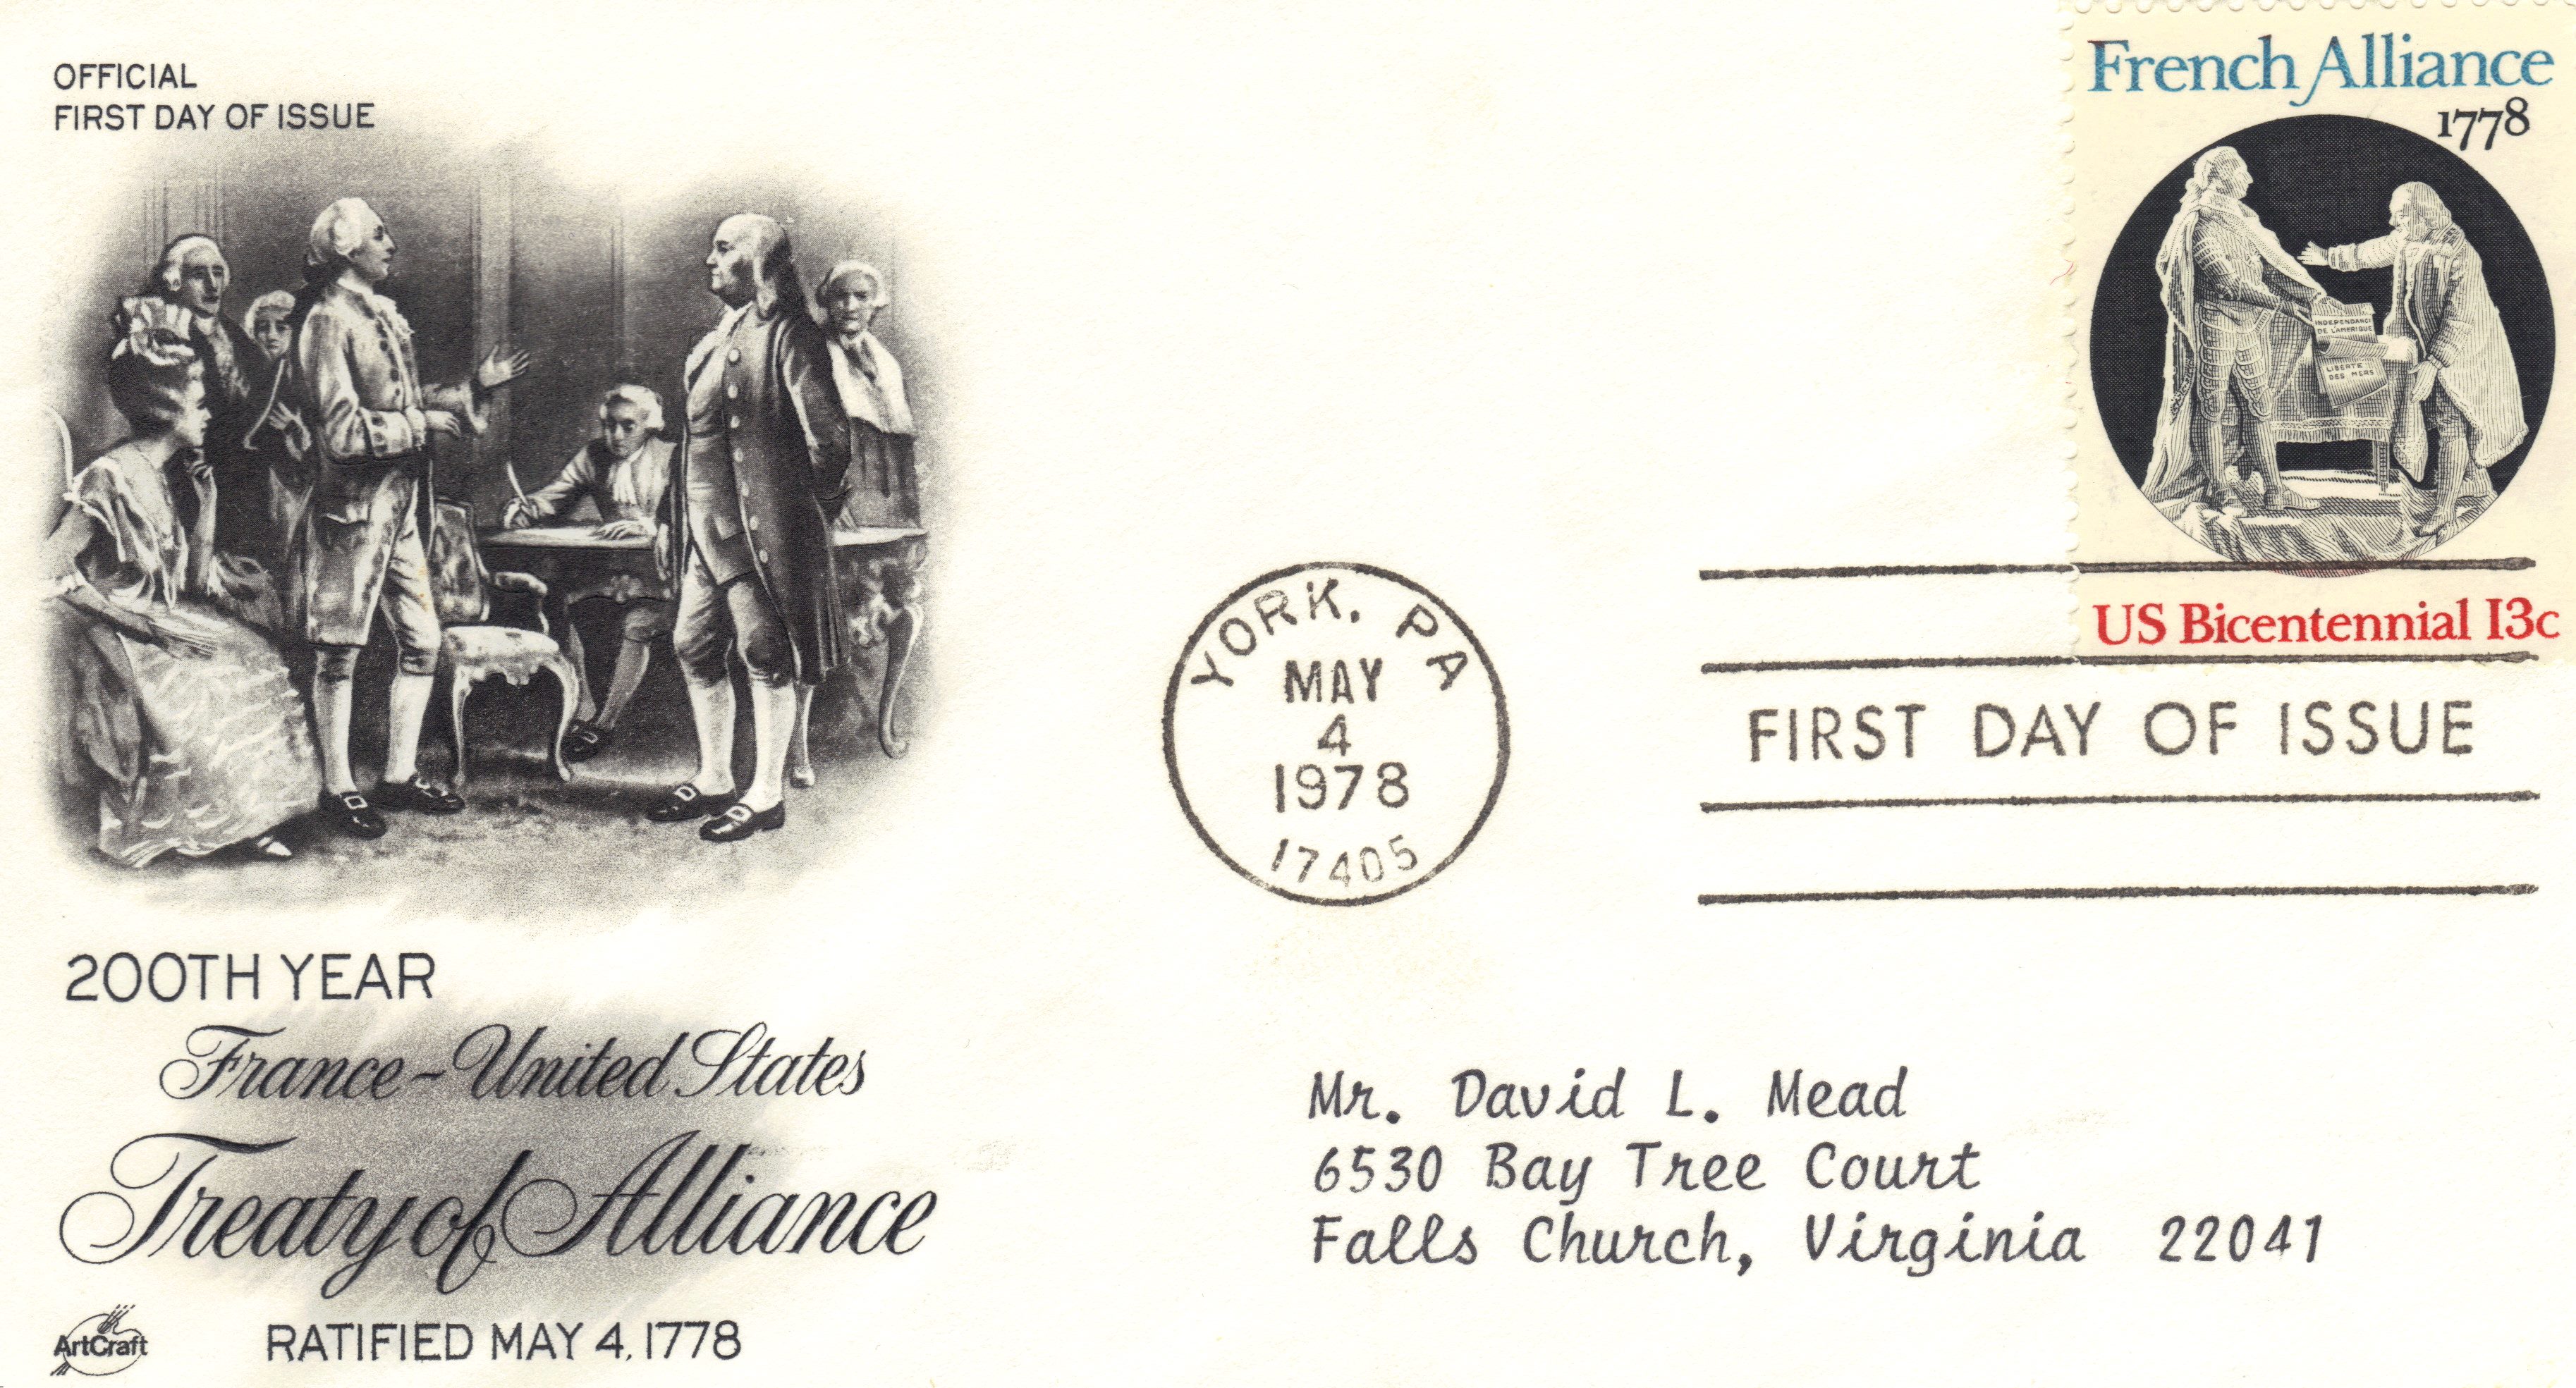 OFFICIAL
FIRST DAY OF ISSUE
French Alliance
1778
INDEPENDANCE
DE L'AMERIQUE
LIBERTE
DES MERS
US Bicentennial 13c
YORK, PA
MAY
4
1978
17405
FIRST DAY OF ISSUE
200TH YEAR
France~United States
Treaty of Alliance
RATIFIED MAY 4, 1778
ArtCraft
Mr. David L. Mead
6530 Bay Tree Court
Falls Church, Virginia 22041